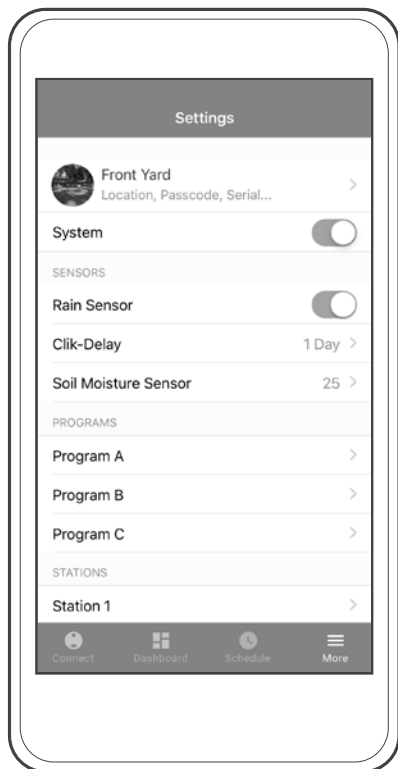 Settings
Front Yard
Location, Passcode, Serial...
System
SENSORS
Rain Sensor
Clik-Delay 1 Day
Soil Moisture Sensor 25
PROGRAMS
Program A
Program B
Program C
STATIONS
Station 1
Connect Dashboard Schedule More